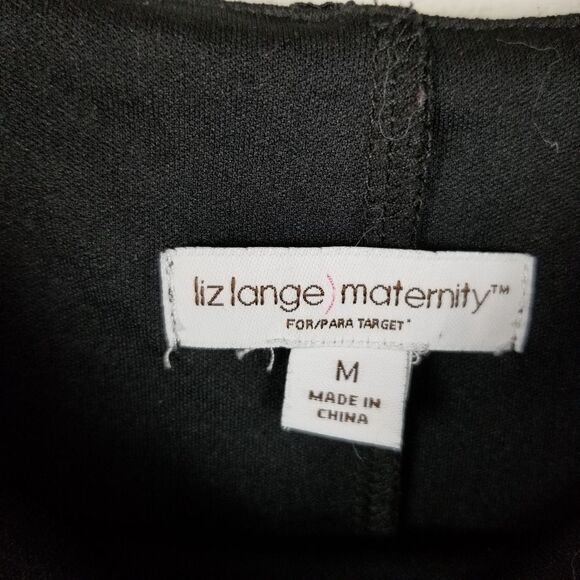 liz lange) maternity™
FOR/PARA TARGET*
M
MADE IN
CHINA